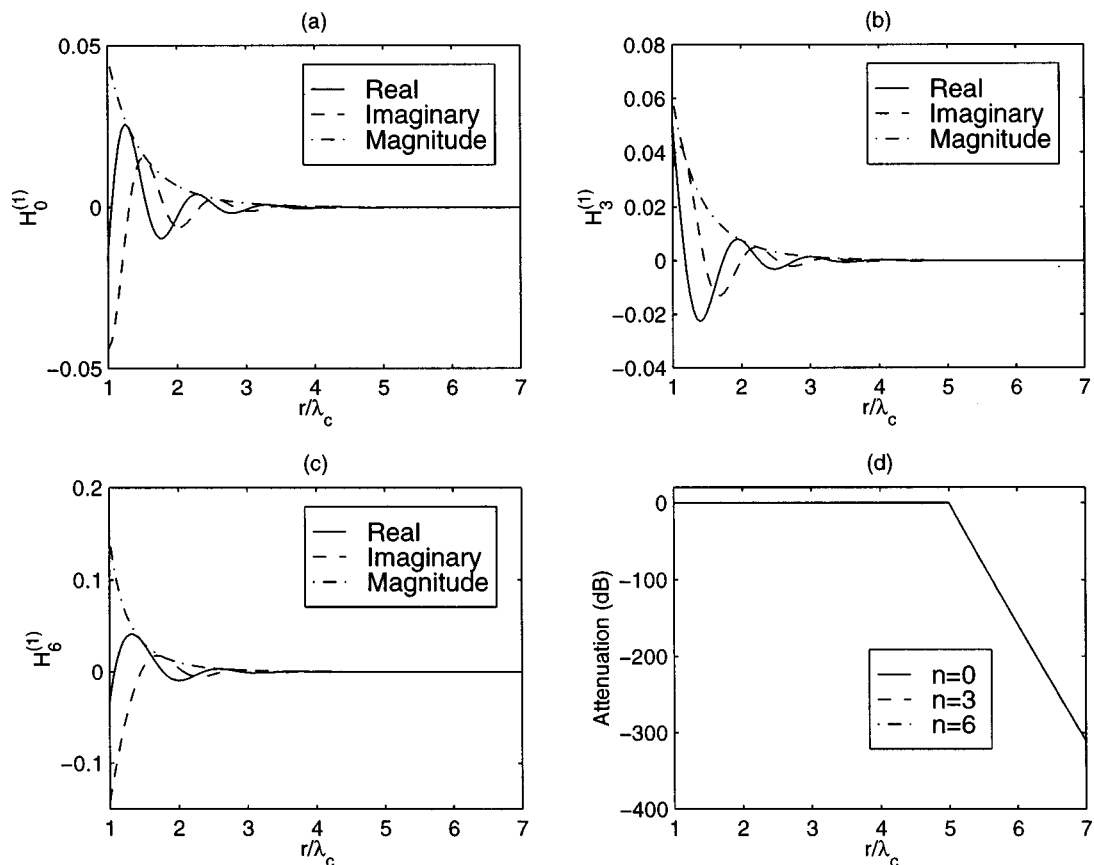 (a)
0.05
0
−0.05
H₀⁽¹⁾
Real
Imaginary
Magnitude
1 2 3 4 5 6 7
r/λ_c
(b)
0.08
0.06
0.04
0.02
0
−0.02
−0.04
H₃⁽¹⁾
Real
Imaginary
Magnitude
1 2 3 4 5 6 7
r/λ_c
(c)
0.2
0.1
0
−0.1
H₆⁽¹⁾
Real
Imaginary
Magnitude
1 2 3 4 5 6 7
r/λ_c
(d)
0
−100
−200
−300
−400
Attenuation (dB)
n=0
n=3
n=6
1 2 3 4 5 6 7
r/λ_c